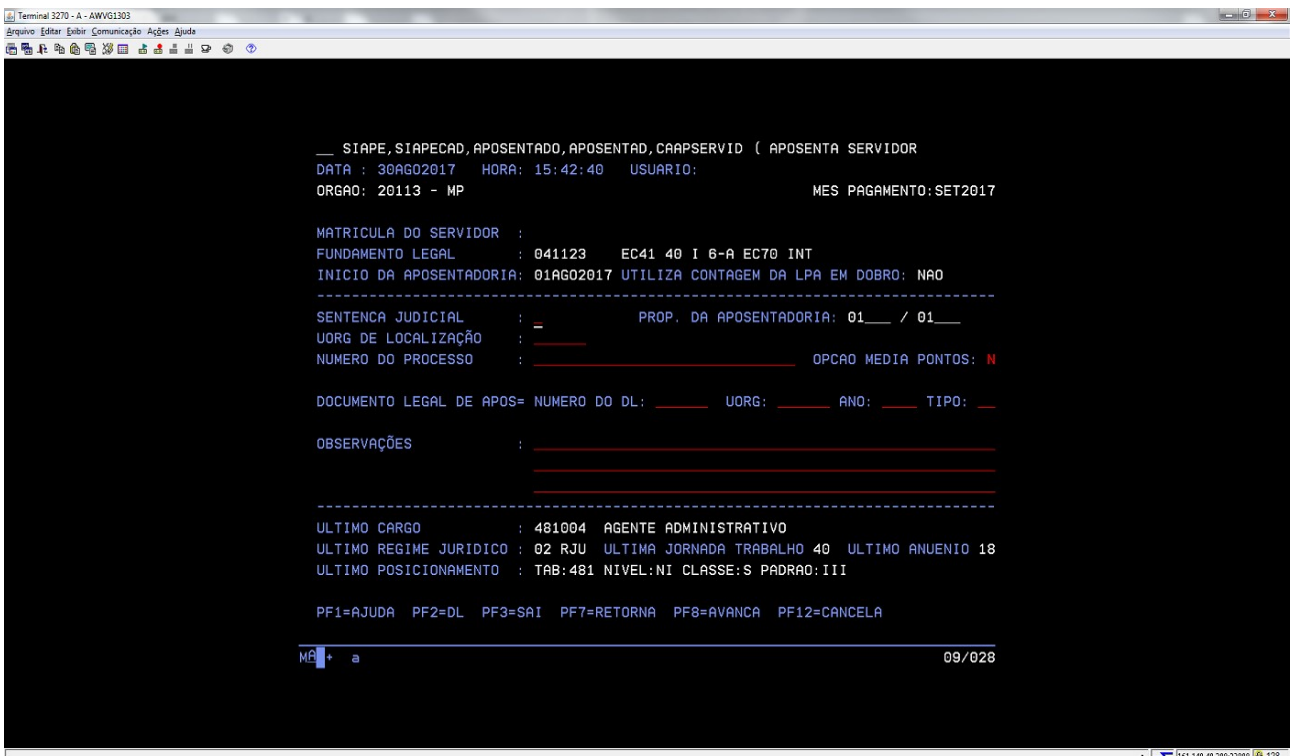 Terminal 3270 - A - AWVG1303
Arquivo Editar Exibir Comunicação Ações Ajuda
__ SIAPE,SIAPECAD,APOSENTADO,APOSENTAD,CAAPSERVID ( APOSENTA SERVIDOR
DATA : 30AGO2017 HORA: 15:42:40 USUARIO:
ORGAO: 20113 - MP MES PAGAMENTO:SET2017
MATRICULA DO SERVIDOR :
FUNDAMENTO LEGAL : 041123 EC41 40 I 6-A EC70 INT
INICIO DA APOSENTADORIA: 01AGO2017 UTILIZA CONTAGEM DA LPA EM DOBRO: NAO
SENTENCA JUDICIAL : _ PROP. DA APOSENTADORIA: 01___ / 01___
UORG DE LOCALIZAÇÃO : ______
NUMERO DO PROCESSO : ______________________________ OPCAO MEDIA PONTOS: N
DOCUMENTO LEGAL DE APOS= NUMERO DO DL: ______ UORG: ______ ANO: ____ TIPO: __
OBSERVAÇÕES :
ULTIMO CARGO : 481004 AGENTE ADMINISTRATIVO
ULTIMO REGIME JURIDICO : 02 RJU ULTIMA JORNADA TRABALHO 40 ULTIMO ANUENIO 18
ULTIMO POSICIONAMENTO : TAB:481 NIVEL:NI CLASSE:S PADRAO:III
PF1=AJUDA PF2=DL PF3=SAI PF7=RETORNA PF8=AVANCA PF12=CANCELA
MA + a 09/028